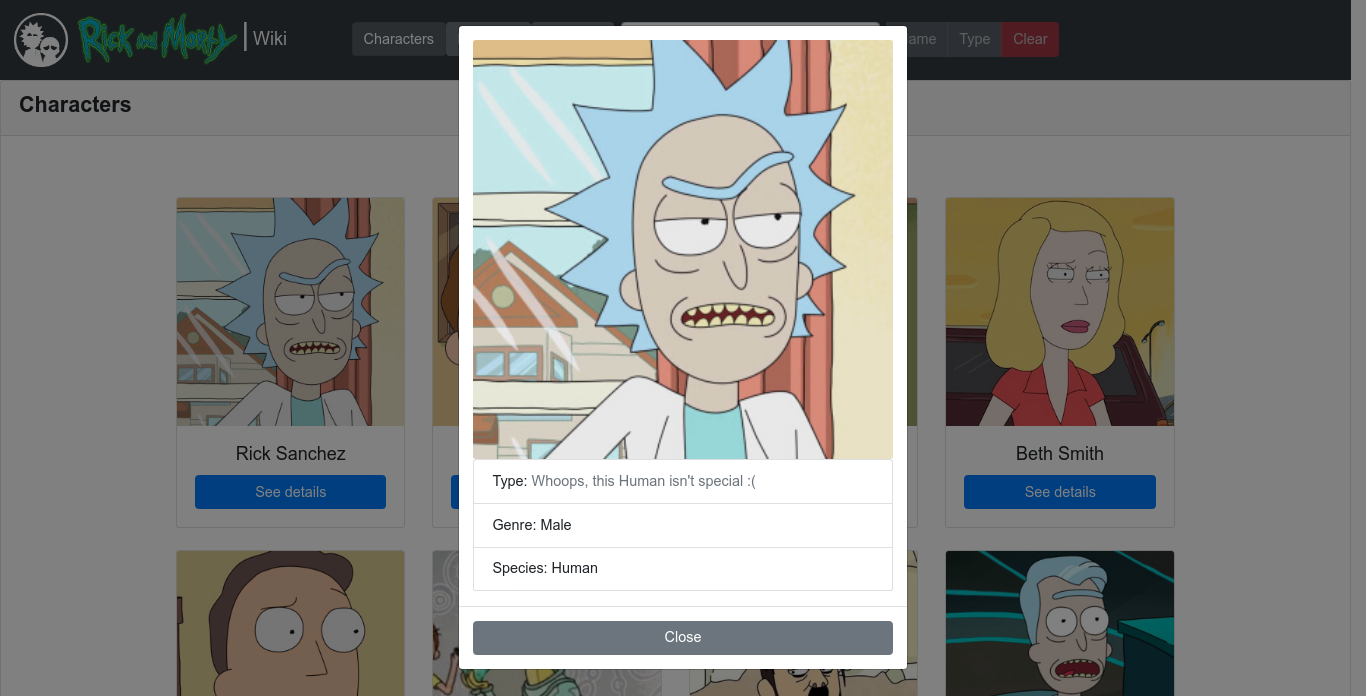 Rick and Morty | Wiki
Characters
ame
Type
Clear
Characters
Rick Sanchez
See details
Beth Smith
See details
Type: Whoops, this Human isn't special :(
Genre: Male
Species: Human
Close